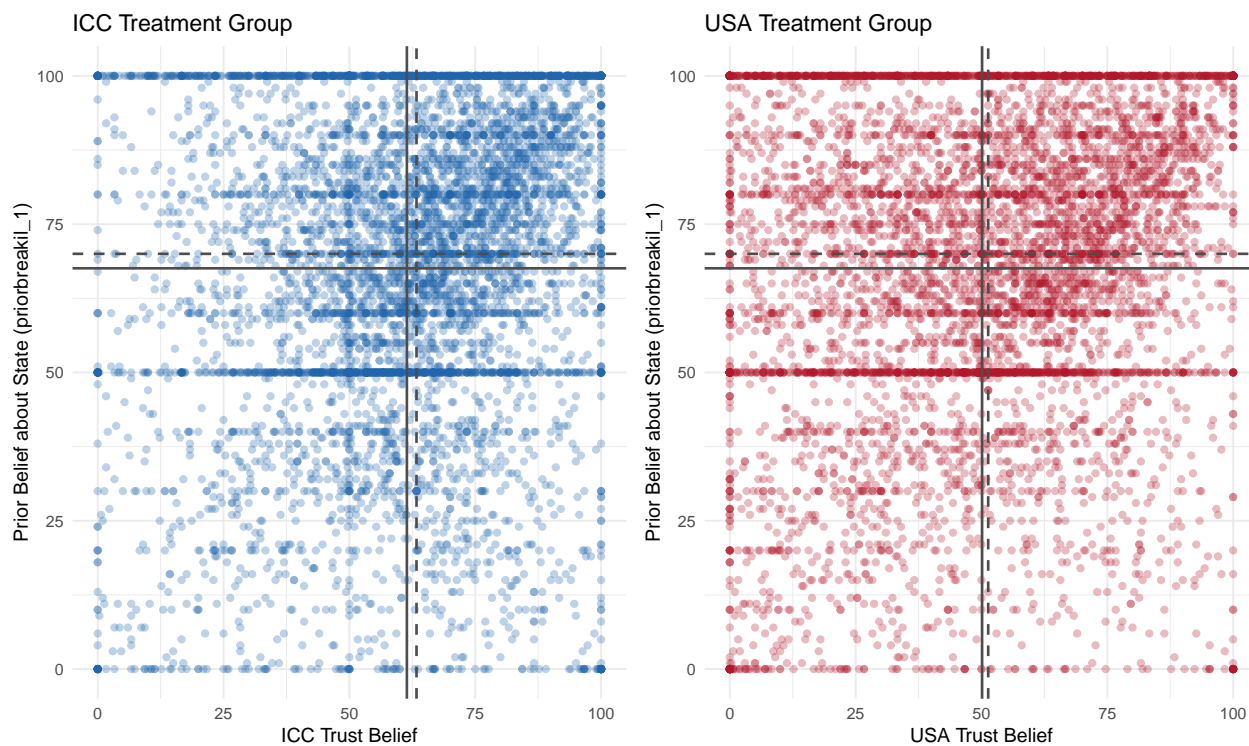 ICC Treatment Group
USA Treatment Group
Prior Belief about State (priorbreakil_1)
100
75
50
25
0
0 25 50 75 100
ICC Trust Belief
Prior Belief about State (priorbreakil_1)
100
75
50
25
0
0 25 50 75 100
USA Trust Belief